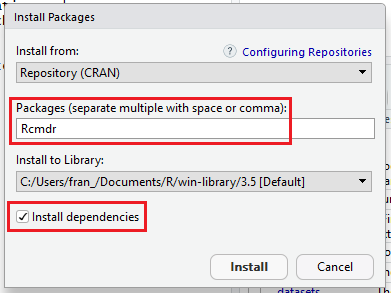 Install Packages
Install from:
? Configuring Repositories
Repository (CRAN)
Packages (separate multiple with space or comma):
Rcmdr
Install to Library:
C:/Users/fran_/Documents/R/win-library/3.5 [Default]
Install dependencies
Install
Cancel
datasets